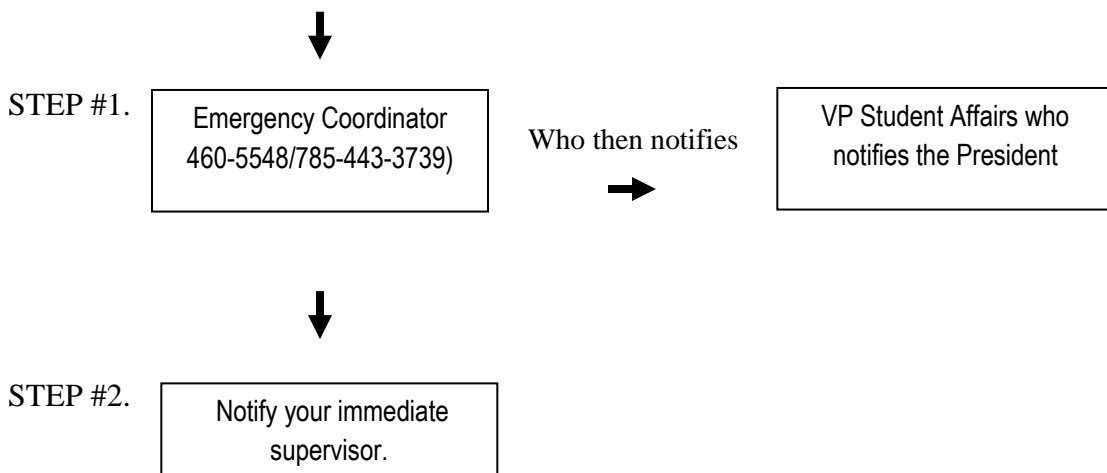 STEP #1.
Emergency Coordinator
460-5548/785-443-3739)
Who then notifies
VP Student Affairs who
notifies the President
STEP #2.
Notify your immediate
supervisor.